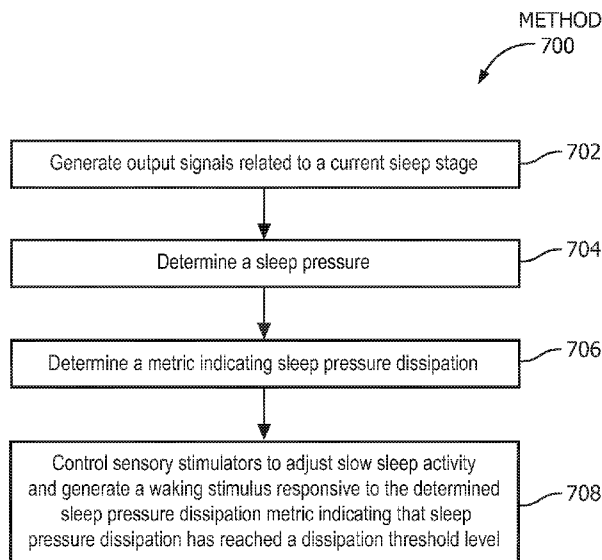 METHOD
700
Generate output signals related to a current sleep stage
702
Determine a sleep pressure
704
Determine a metric indicating sleep pressure dissipation
706
Control sensory stimulators to adjust slow sleep activity
and generate a waking stimulus responsive to the determined
sleep pressure dissipation metric indicating that sleep
pressure dissipation has reached a dissipation threshold level
708